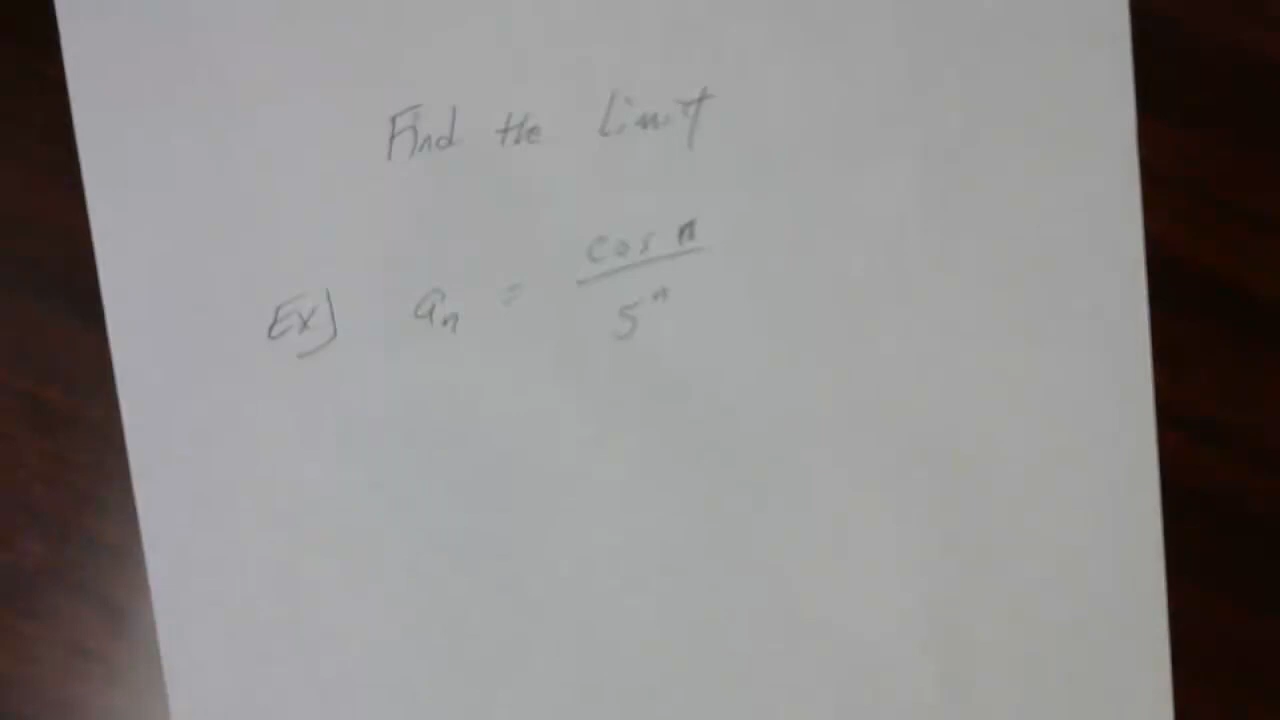 Find the Limit
Ex) aₙ = cos n / 5ⁿ